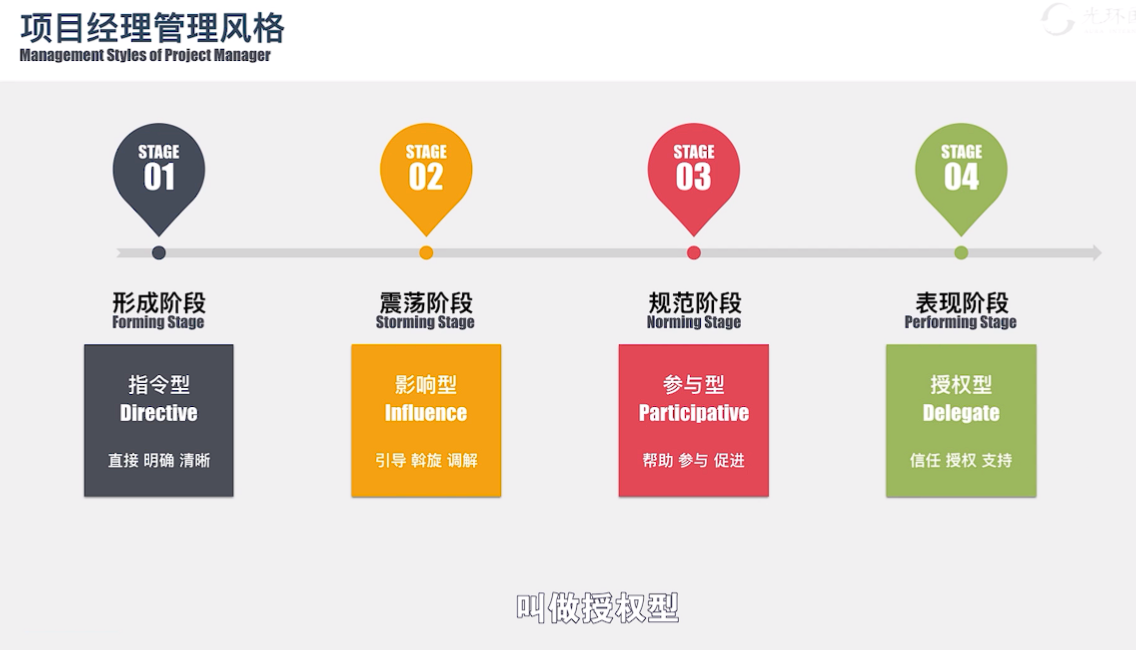 项目经理管理风格
Management Styles of Project Manager
光环国
STAGE
01
STAGE
02
STAGE
03
STAGE
04
形成阶段
Forming Stage
震荡阶段
Storming Stage
规范阶段
Norming Stage
表现阶段
Performing Stage
指令型
Directive
直接 明确 清晰
影响型
Influence
引导 斡旋 调解
参与型
Participative
帮助 参与 促进
授权型
Delegate
信任 授权 支持
叫做授权型